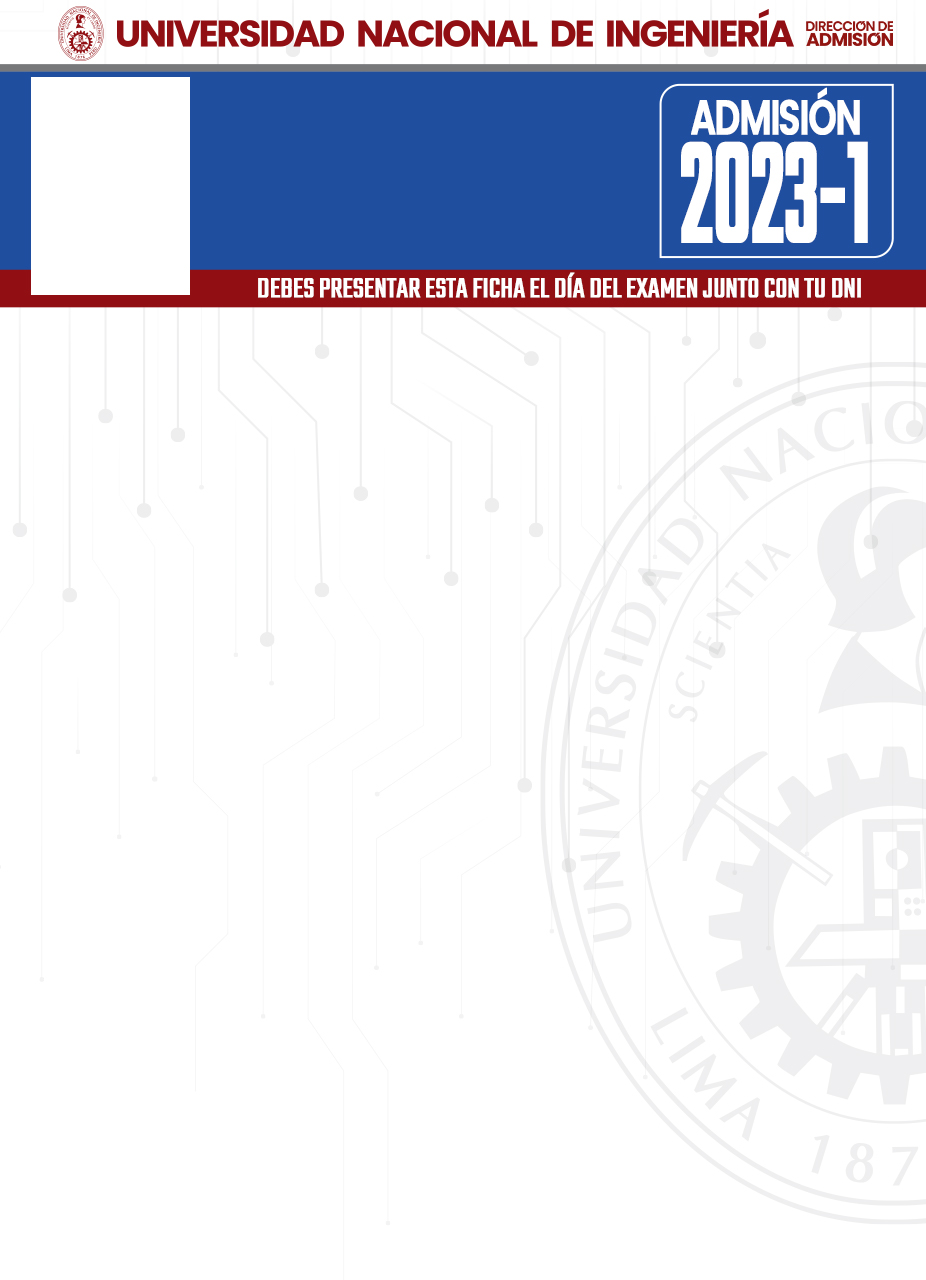 UNIVERSIDAD NACIONAL DE INGENIERÍA
DIRECCIÓN DE
ADMISIÓN
ADMISIÓN
2023-1
DEBES PRESENTAR ESTA FICHA EL DÍA DEL EXAMEN JUNTO CON TU DNI
UNIVERSIDAD NACIO
SCIENTIA
LIMA 187